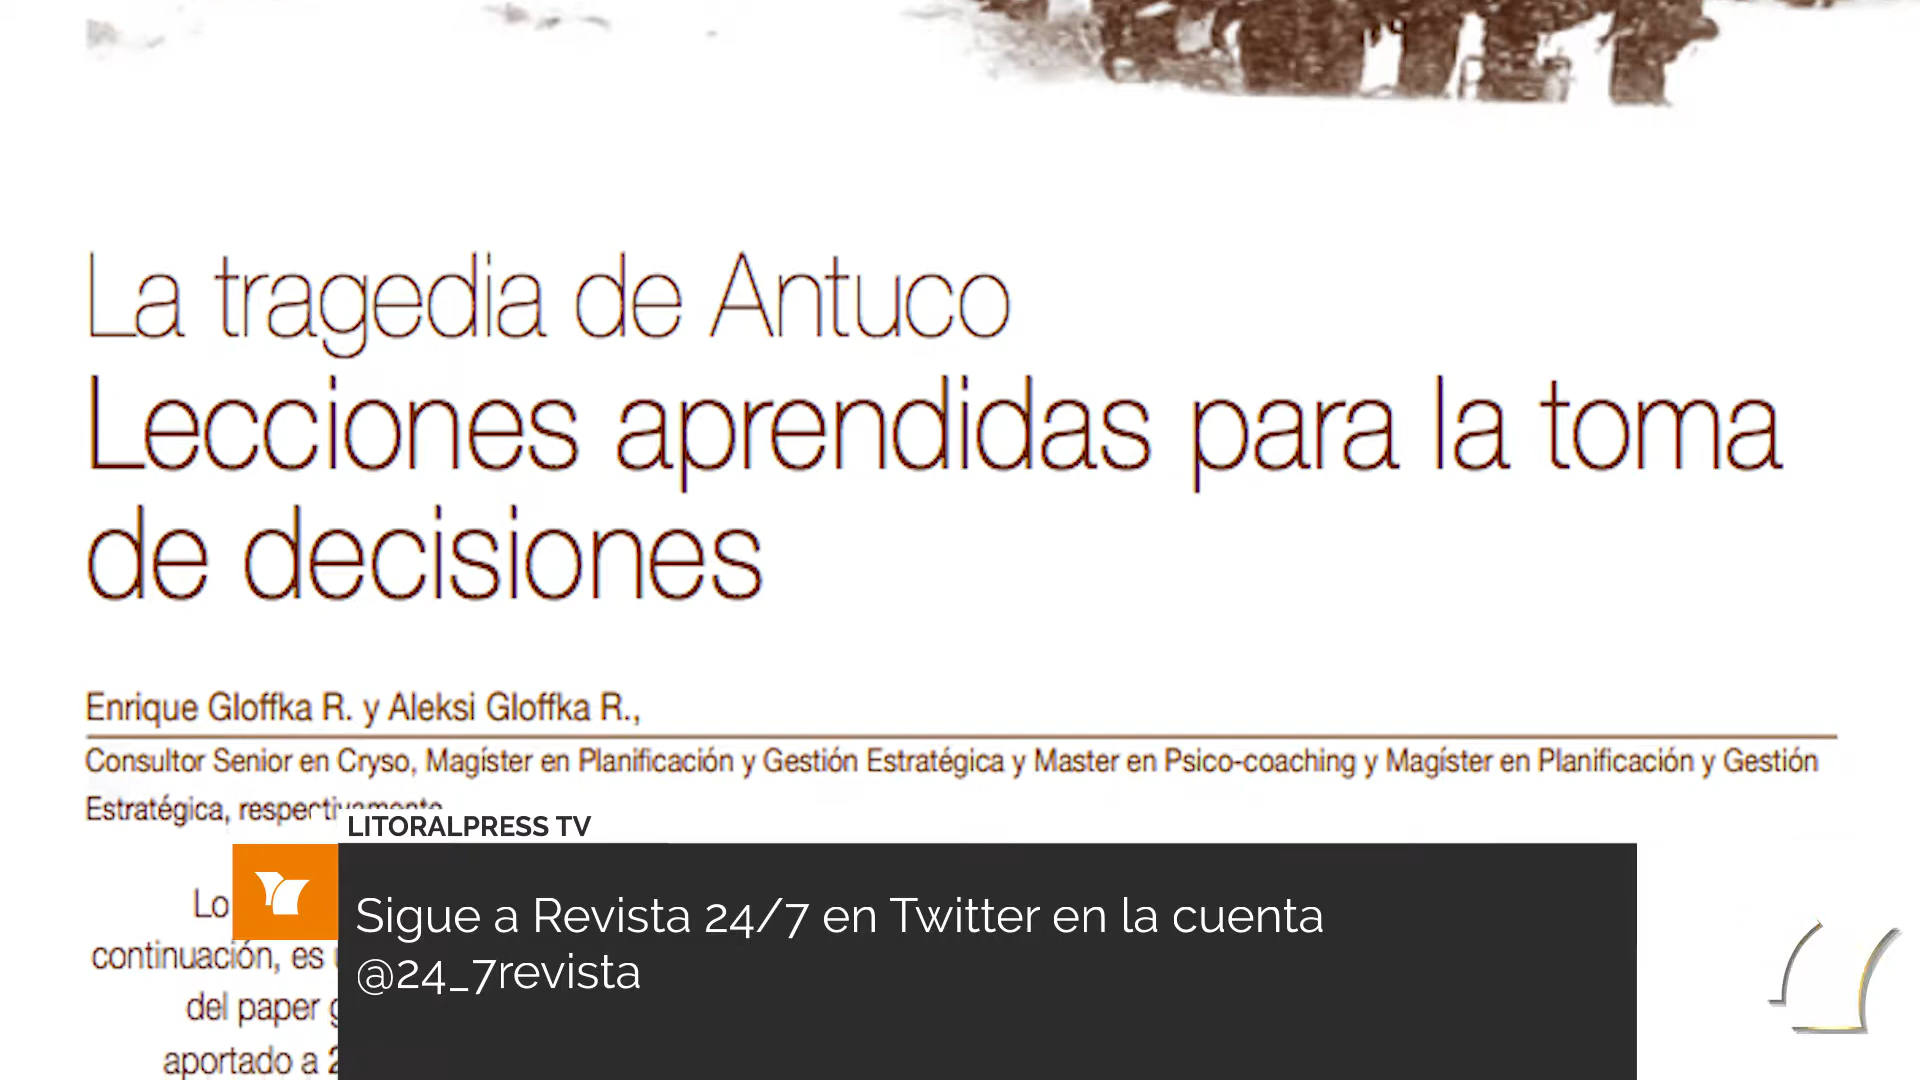 La tragedia de Antuco
Lecciones aprendidas para la toma
de decisiones
Enrique Gloffka R. y Aleksi Gloffka R.,
Consultor Senior en Cryso, Magíster en Planificación y Gestión Estratégica y Master en Psico-coaching y Magíster en Planificación y Gestión
Estratégica, respectivamente
LITORALPRESS TV
Lo
Sigue a Revista 24/7 en Twitter en la cuenta
continuación, es
@24_7revista
del paper
aportado a 2